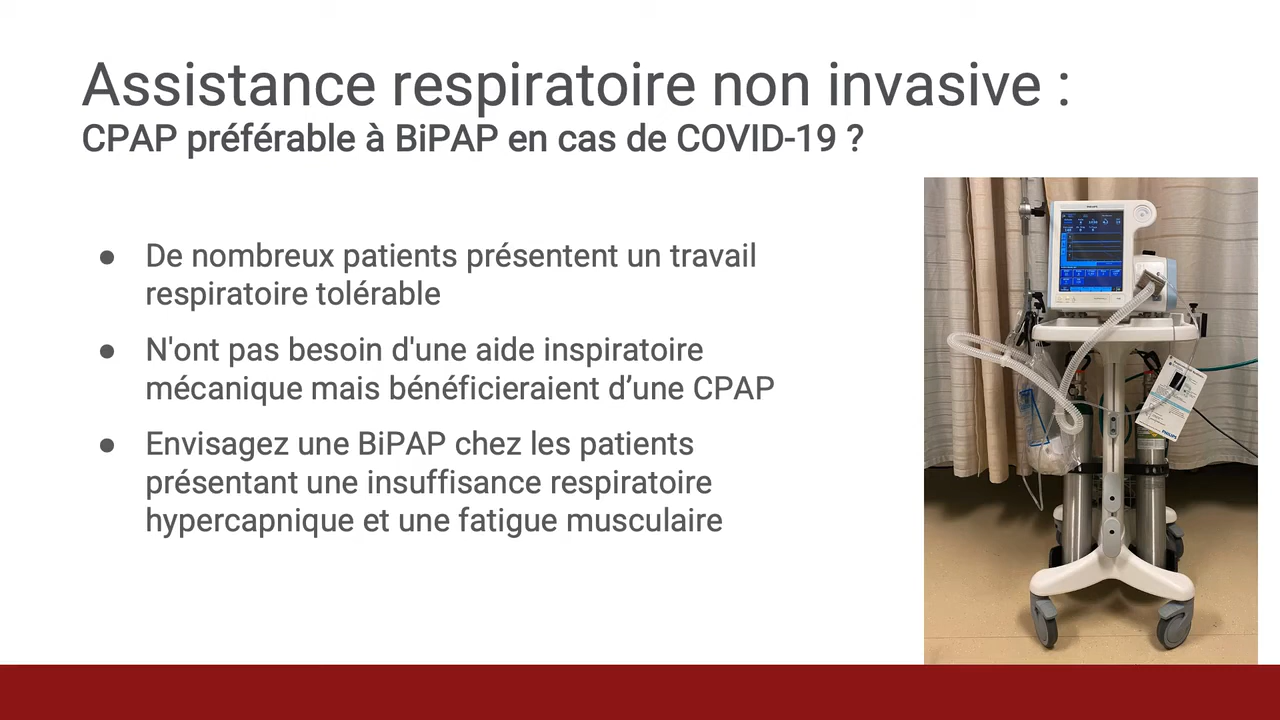 Assistance respiratoire non invasive :
CPAP préférable à BiPAP en cas de COVID-19 ?
● De nombreux patients présentent un travail
respiratoire tolérable
● N'ont pas besoin d'une aide inspiratoire
mécanique mais bénéficieraient d’une CPAP
● Envisagez une BiPAP chez les patients
présentant une insuffisance respiratoire
hypercapnique et une fatigue musculaire
PHILIPS
PHILIPS